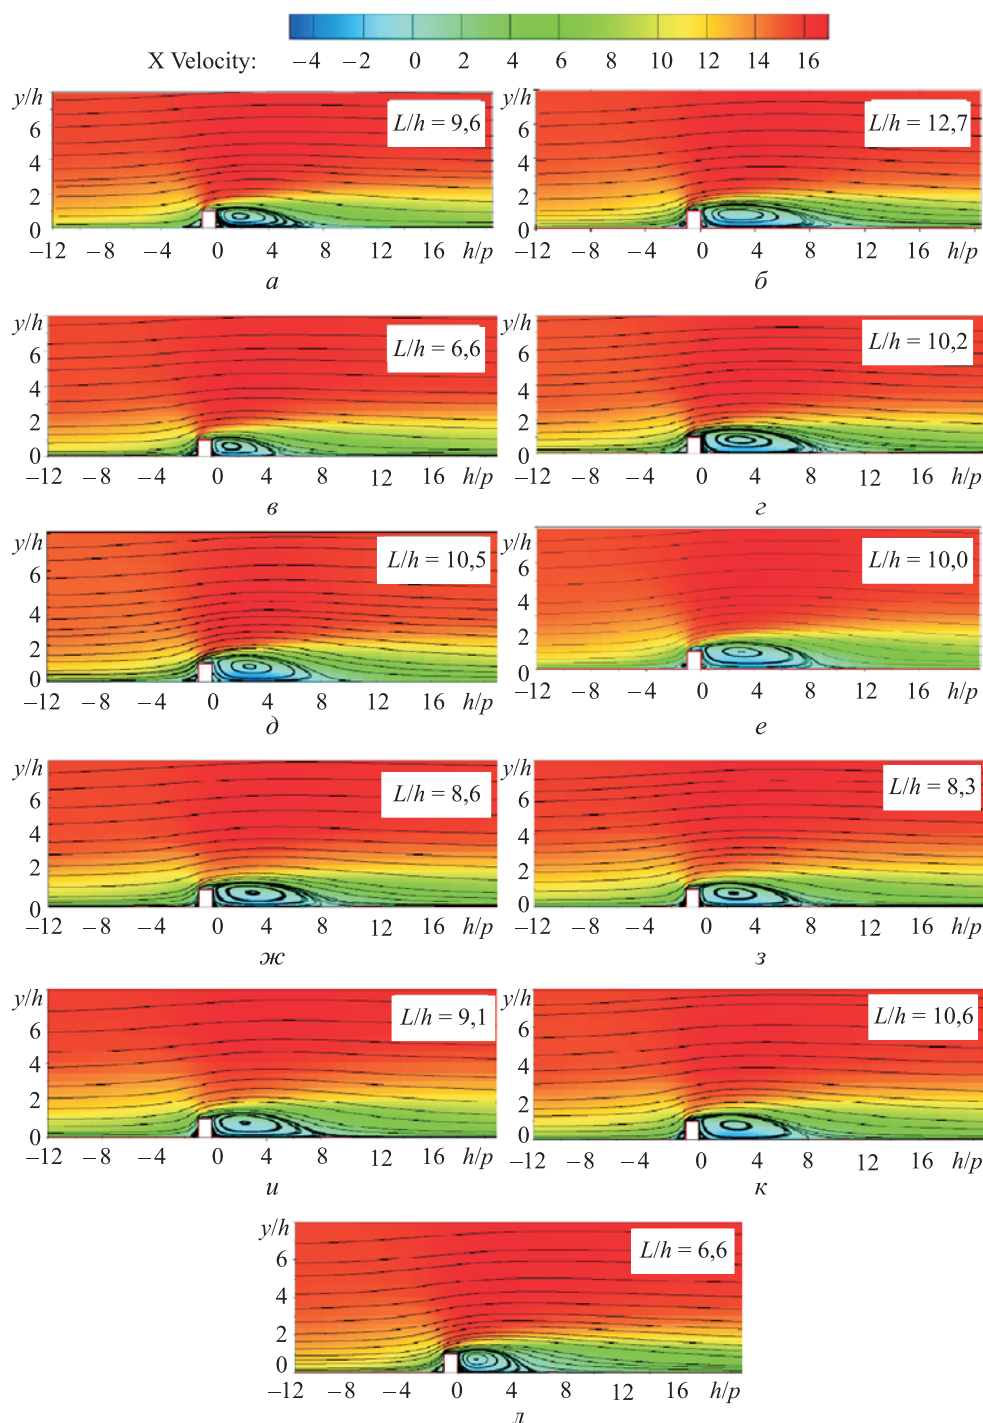 X Velocity: −4 −2 0 2 4 6 8 10 12 14 16
y/h
6
4
2
0
L/h = 9,6
−12 −8 −4 0 4 8 12 16 h/p
а
y/h
6
4
2
0
L/h = 12,7
−12 −8 −4 0 4 8 12 16 h/p
б
y/h
6
4
2
0
L/h = 6,6
−12 −8 −4 0 4 8 12 16 h/p
в
y/h
6
4
2
0
L/h = 10,2
−12 −8 −4 0 4 8 12 16 h/p
г
y/h
6
4
2
0
L/h = 10,5
−12 −8 −4 0 4 8 12 16 h/p
д
y/h
6
4
2
0
L/h = 10,0
−12 −8 −4 0 4 8 12 16 h/p
е
y/h
6
4
2
0
L/h = 8,6
−12 −8 −4 0 4 8 12 16 h/p
ж
y/h
6
4
2
0
L/h = 8,3
−12 −8 −4 0 4 8 12 16 h/p
з
y/h
6
4
2
0
L/h = 9,1
−12 −8 −4 0 4 8 12 16 h/p
и
y/h
6
4
2
0
L/h = 10,6
−12 −8 −4 0 4 8 12 16 h/p
к
y/h
6
4
2
0
L/h = 6,6
−12 −8 −4 0 4 8 12 16 h/p
л